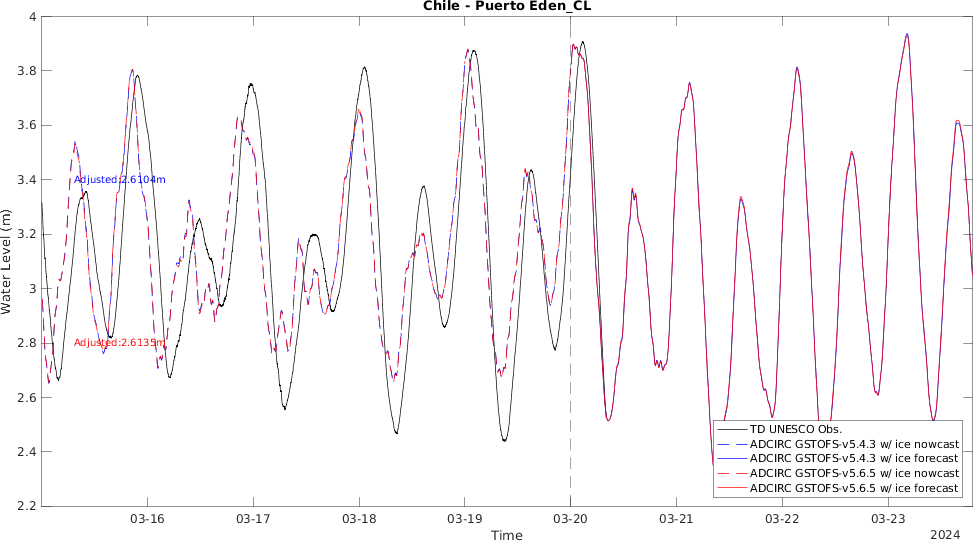 Chile - Puerto Eden_CL
4
3.8
3.6
3.4
3.2
3
2.8
2.6
2.4
2.2
Water Level (m)
Adjusted:2.6104m
Adjusted:2.6135m
TD UNESCO Obs.
ADCIRC GSTOFS-v5.4.3 w/ ice nowcast
ADCIRC GSTOFS-v5.4.3 w/ ice forecast
ADCIRC GSTOFS-v5.6.5 w/ ice nowcast
ADCIRC GSTOFS-v5.6.5 w/ ice forecast
03-16 03-17 03-18 03-19 03-20 03-21 03-22 03-23
Time
2024